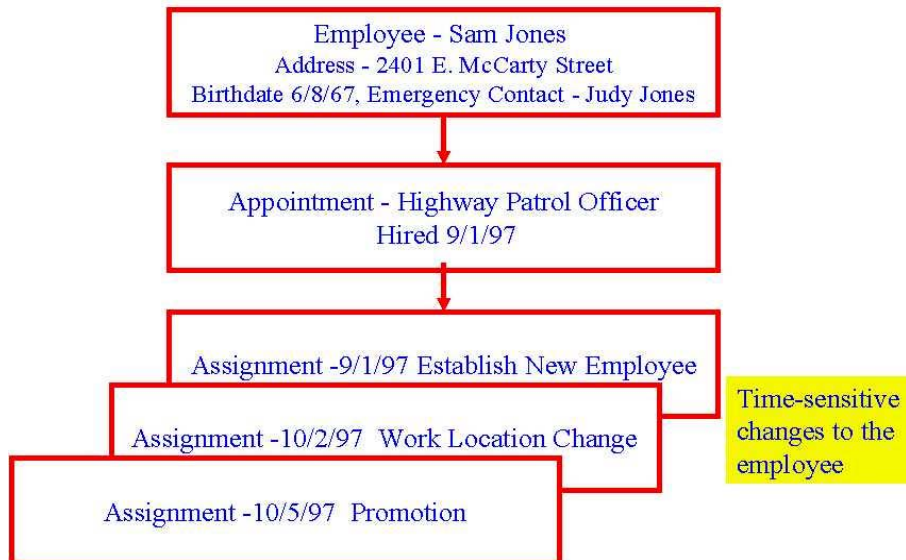 Employee - Sam Jones
Address - 2401 E. McCarty Street
Birthdate 6/8/67, Emergency Contact - Judy Jones
Appointment - Highway Patrol Officer
Hired 9/1/97
Assignment -9/1/97 Establish New Employee
Time-sensitive
changes to the
employee
Assignment -10/2/97 Work Location Change
Assignment -10/5/97 Promotion